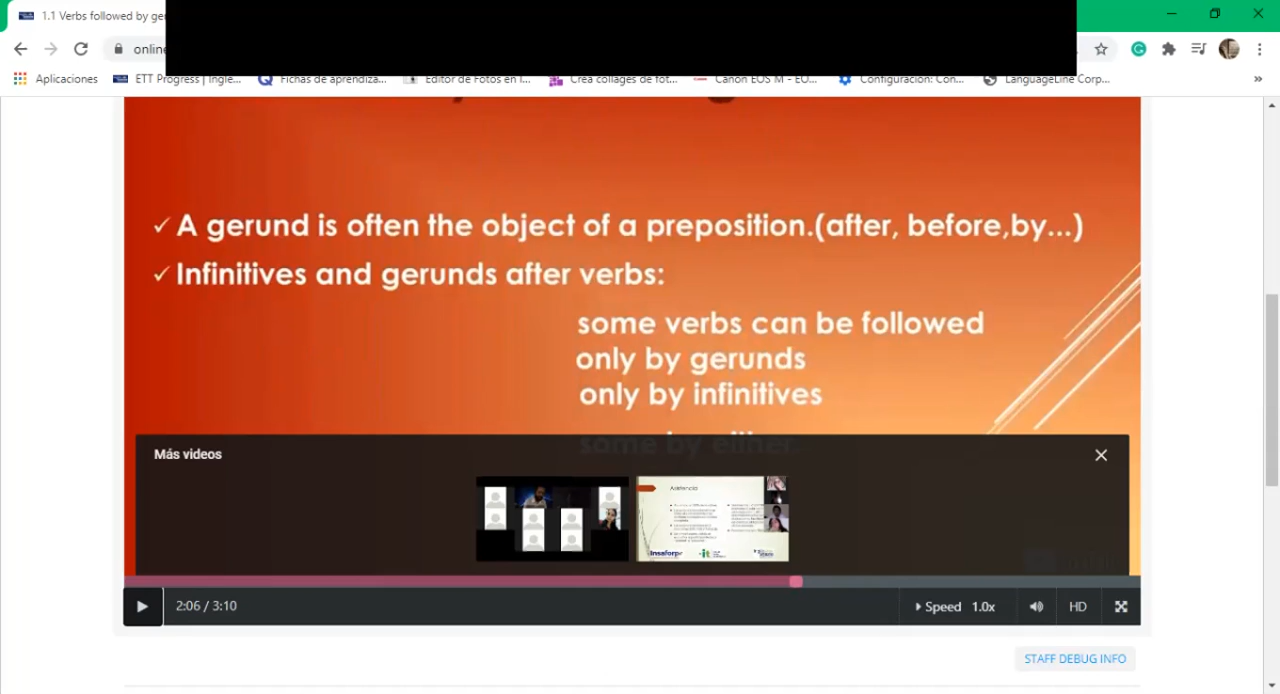 1.1 Verbs followed by ge
online
Aplicaciones
ETT Progress | Ingle...
Fichas de aprendiza...
Editor de Fotos en l...
Crea collages de fot...
Canon EOS M - EO...
Configuración: Con...
LanguageLine Corp...
»
✓ A gerund is often the object of a preposition.(after, before,by...)
✓ Infinitives and gerunds after verbs:
some verbs can be followed
only by gerunds
only by infinitives
some by either
Más videos
Asistencia
Insaforp
2:06 / 3:10
Speed 1.0x
HD
STAFF DEBUG INFO